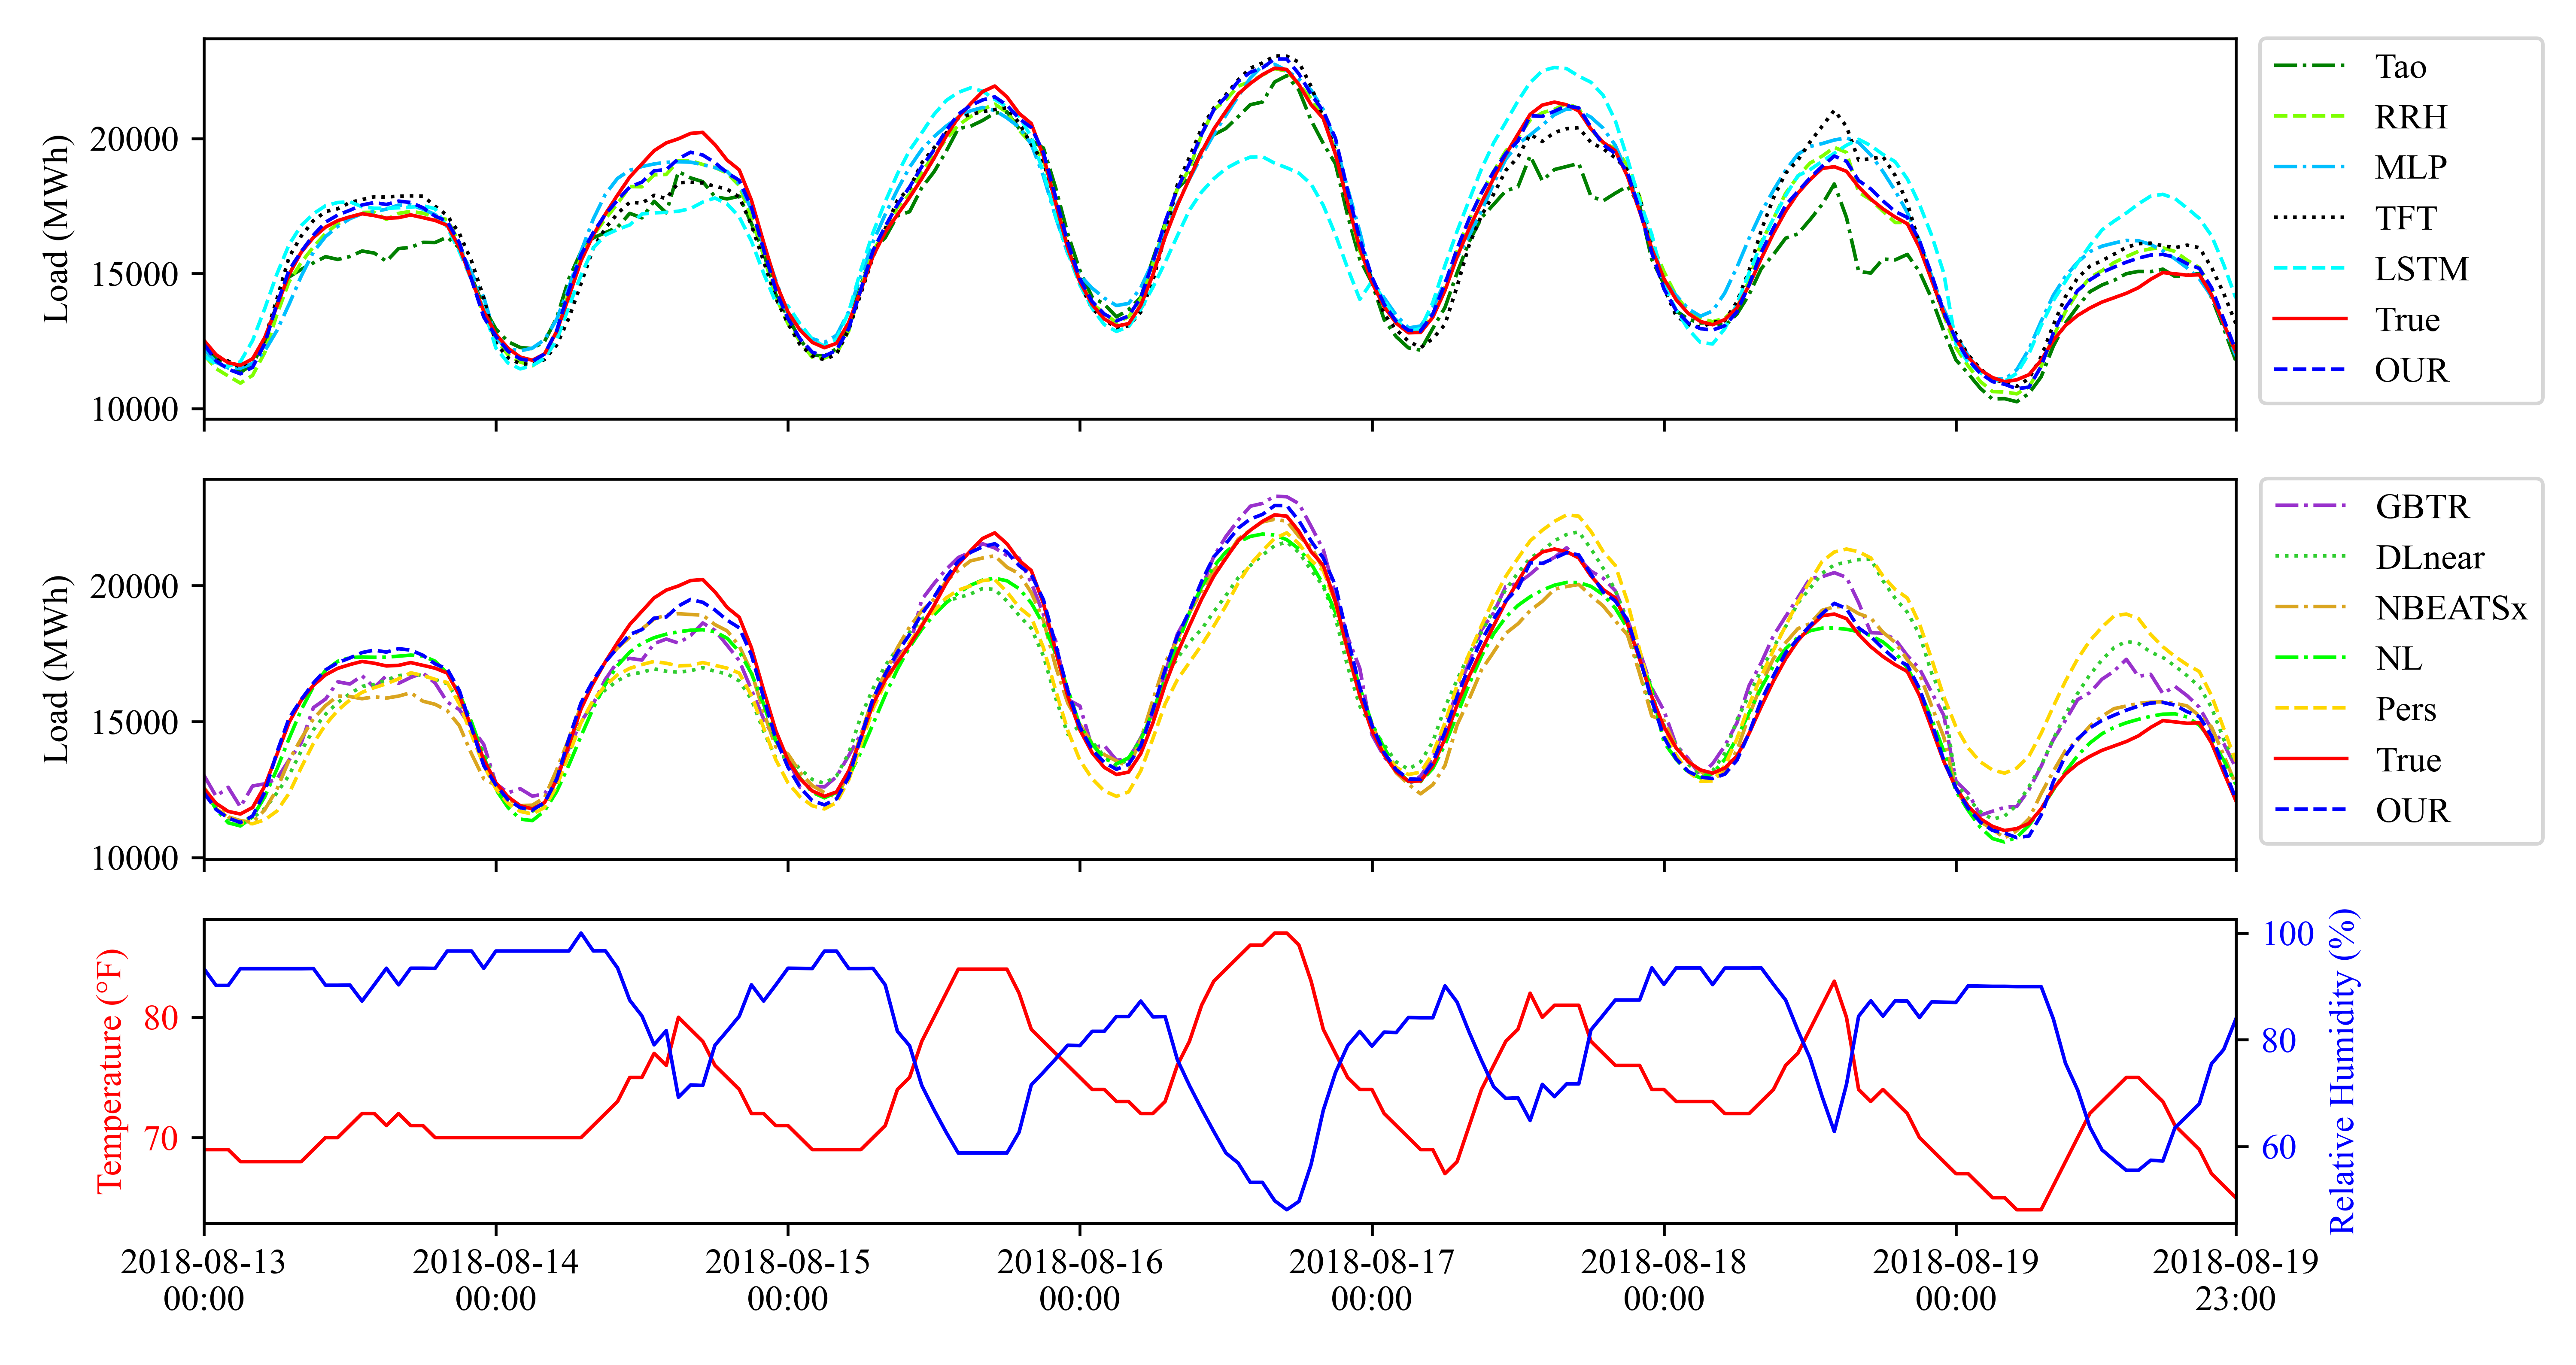 Load (MWh)
20000
15000
10000
Tao
RRH
MLP
TFT
LSTM
True
OUR
Load (MWh)
20000
15000
10000
GBTR
DLnear
NBEATSx
NL
Pers
True
OUR
Temperature (°F)
80
70
100
80
60
Relative Humidity (%)
2018-08-13 2018-08-14 2018-08-15 2018-08-16 2018-08-17 2018-08-18 2018-08-19 2018-08-19
00:00 00:00 00:00 00:00 00:00 00:00 00:00 23:00